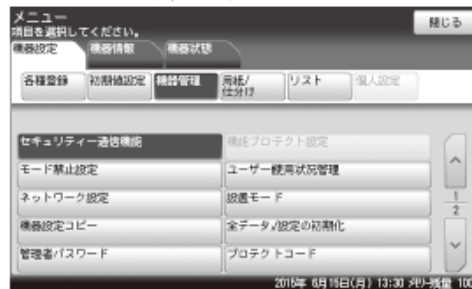 メニュー
項目を選択してください。
閉じる
機器設定 機器情報 機器状態
各種登録 初期値設定 機器管理 用紙/ リスト 個人設定
仕分け
セキュリティー通信機能 機能プロテクト設定
モード禁止設定 ユーザー使用状況管理
ネットワーク設定 設置モード
機器設定コピー 全データ/設定の初期化
管理者パスワード プロテクトコード
1
2
2015年 6月15日(月) 13:30 メモリー残量 100